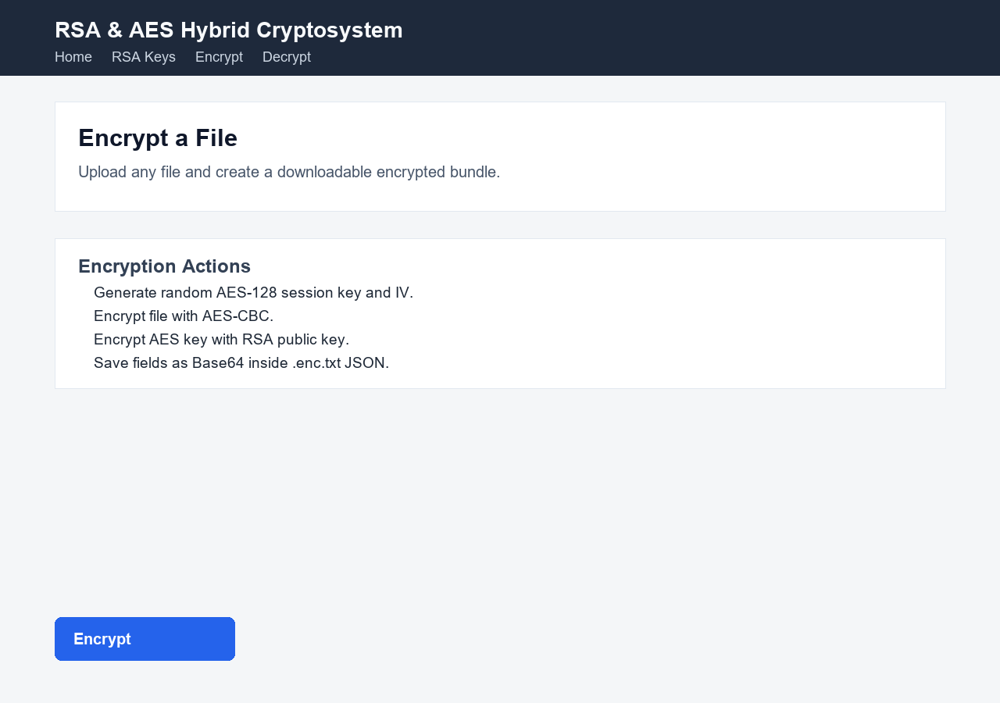 RSA & AES Hybrid Cryptosystem
Home RSA Keys Encrypt Decrypt
Encrypt a File
Upload any file and create a downloadable encrypted bundle.
Encryption Actions
Generate random AES-128 session key and IV.
Encrypt file with AES-CBC.
Encrypt AES key with RSA public key.
Save fields as Base64 inside .enc.txt JSON.
Encrypt